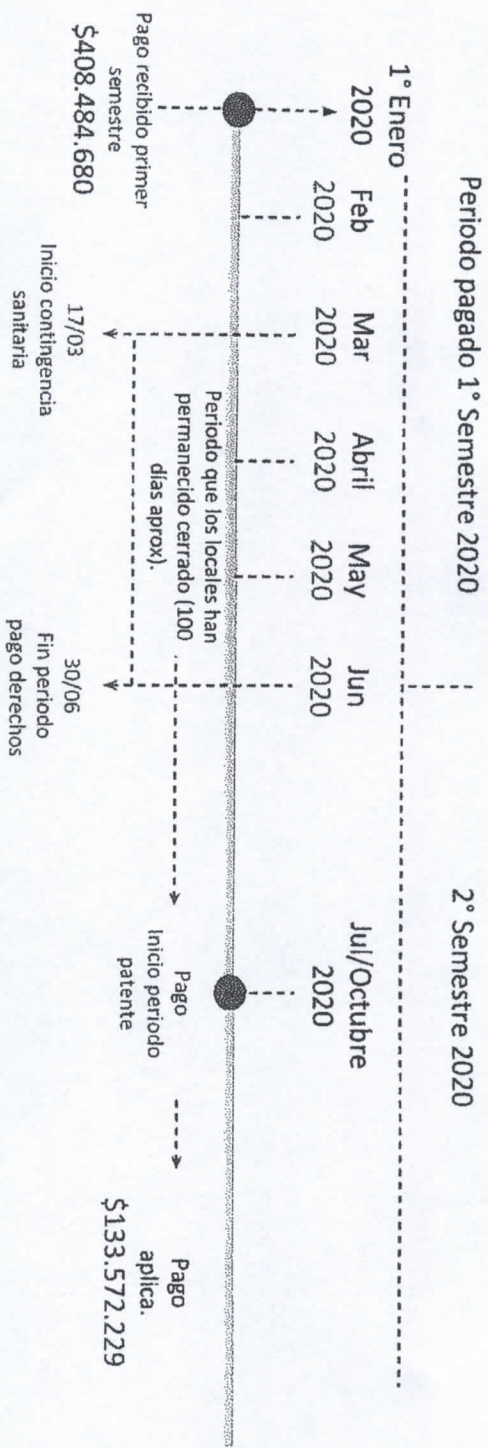 Periodo pagado 1° Semestre 2020
2° Semestre 2020
1° Enero
2020
Feb
2020
Mar
2020
Abril
2020
May
2020
Jun
2020
Jul/Octubre
2020
Pago recibido primer
semestre
$408.484.680
17/03
Inicio contingencia
sanitaria
Periodo que los locales han
permanecido cerrado (100
días aprox).
30/06
Fin periodo
pago derechos
Pago
Inicio periodo
patente
Pago
aplica.
$133.572.229